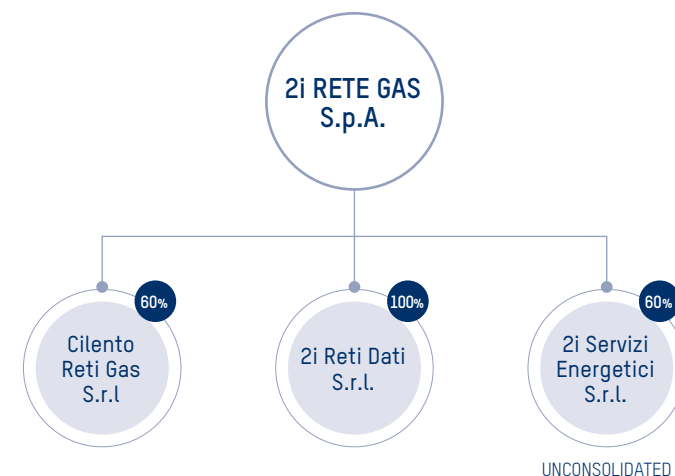 2i RETE GAS
S.p.A.
60%
Cilento
Reti Gas
S.r.l
100%
2i Reti Dati
S.r.l.
60%
2i Servizi
Energetici
S.r.l.
UNCONSOLIDATED